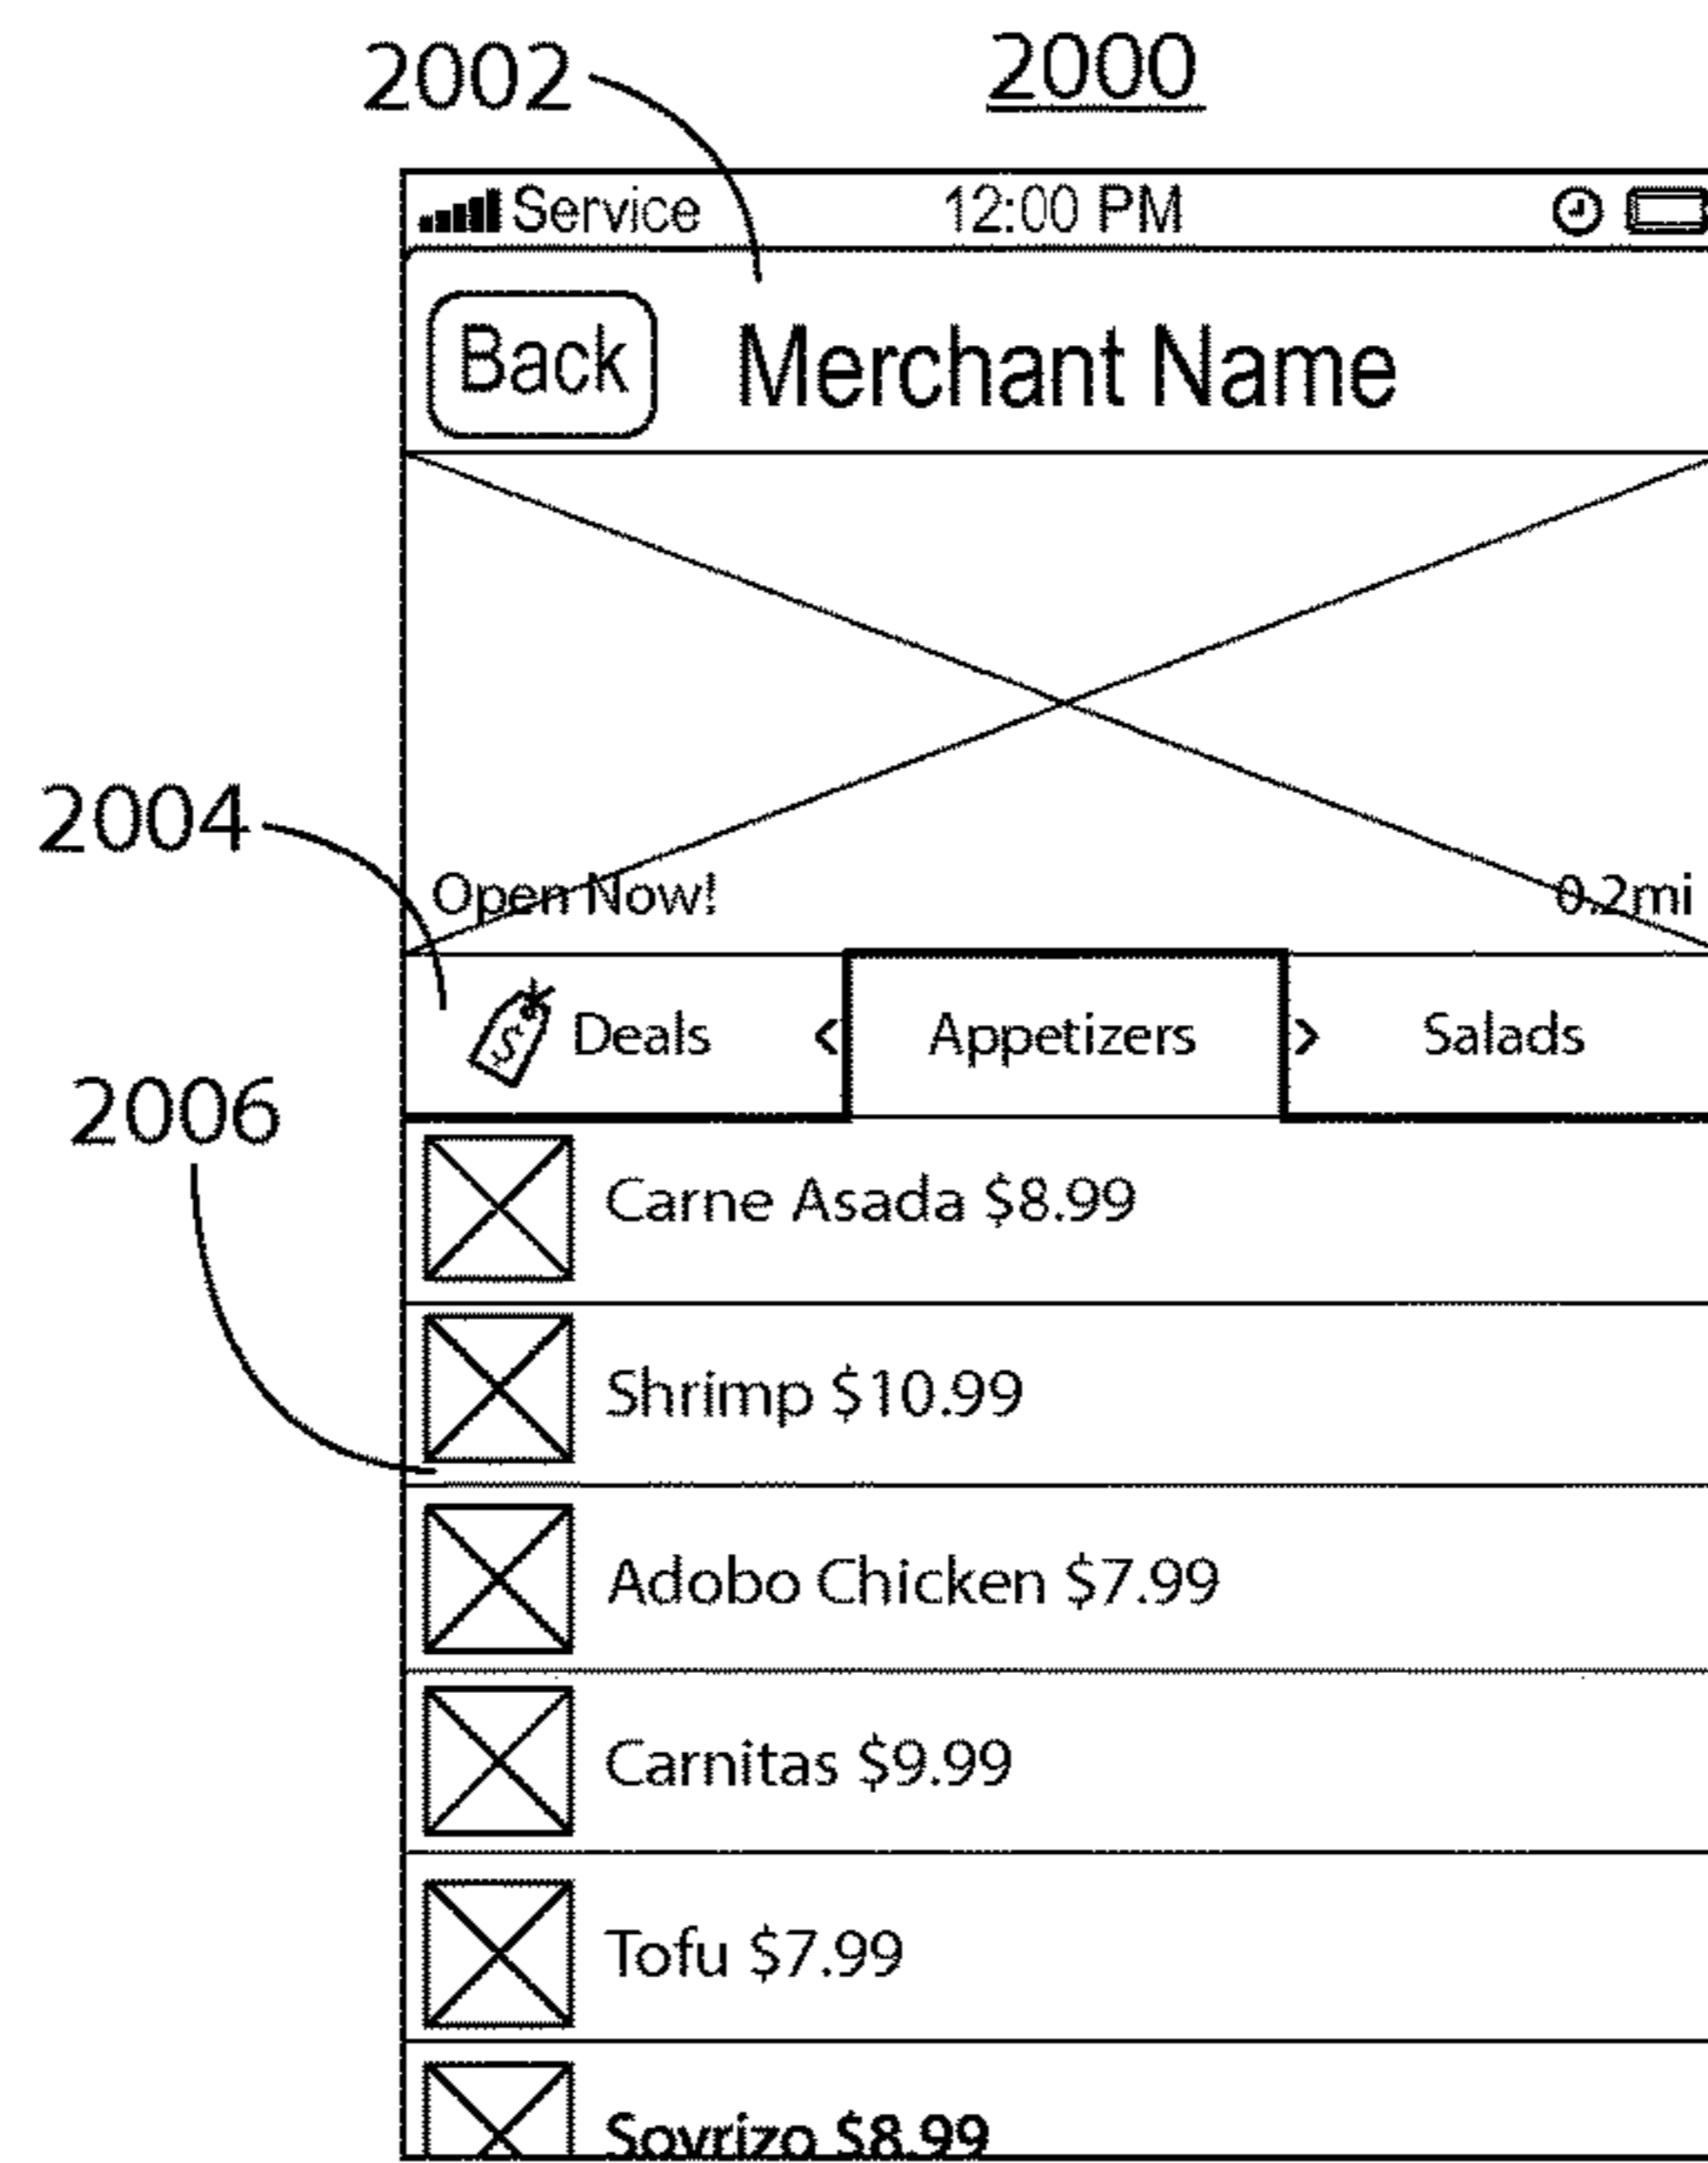 2002 2000
Service 12:00 PM
Back Merchant Name
2004
Open Now! 0.2mi
$ Deals < Appetizers > Salads
2006
Carne Asada $8.99
Shrimp $10.99
Adobo Chicken $7.99
Carnitas $9.99
Tofu $7.99
Soyrizo $8.99